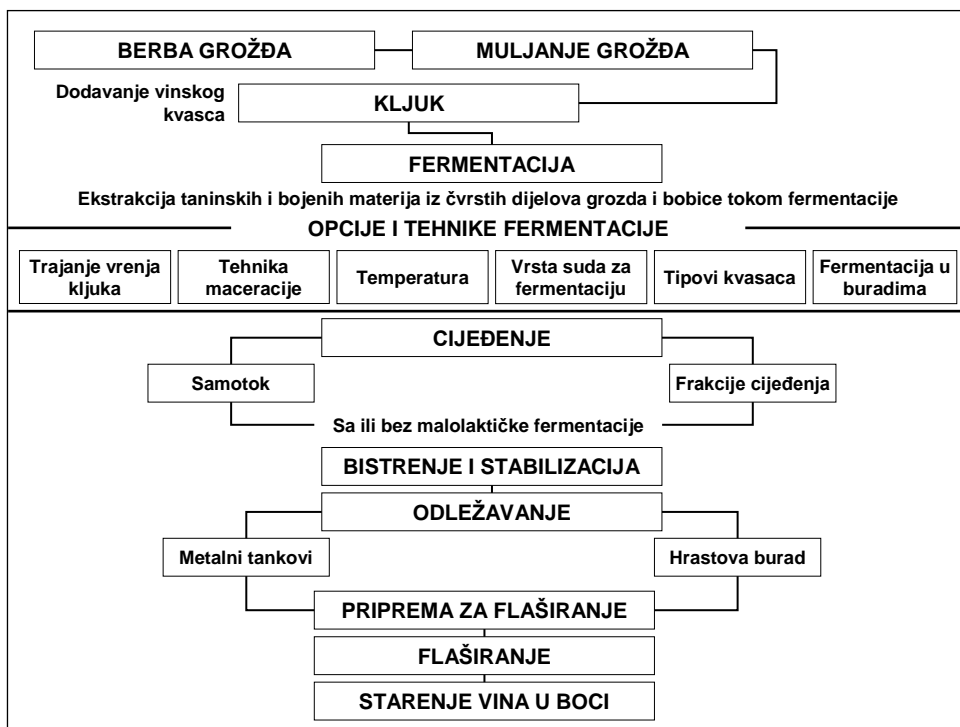 BERBA GROŽĐA
MULJANJE GROŽĐA
Dodavanje vinskog
kvasca
KLJUK
FERMENTACIJA
Ekstrakcija taninskih i bojenih materija iz čvrstih dijelova grozda i bobice tokom fermentacije
OPCIJE I TEHNIKE FERMENTACIJE
Trajanje vrenja
kljuka
Tehnika
maceracije
Temperatura
Vrsta suda za
fermentaciju
Tipovi kvasaca
Fermentacija u
buradima
CIJEĐENJE
Samotok
Frakcije cijeđenja
Sa ili bez malolaktičke fermentacije
BISTRENJE I STABILIZACIJA
ODLEŽAVANJE
Metalni tankovi
Hrastova burad
PRIPREMA ZA FLAŠIRANJE
FLAŠIRANJE
STARENJE VINA U BOCI